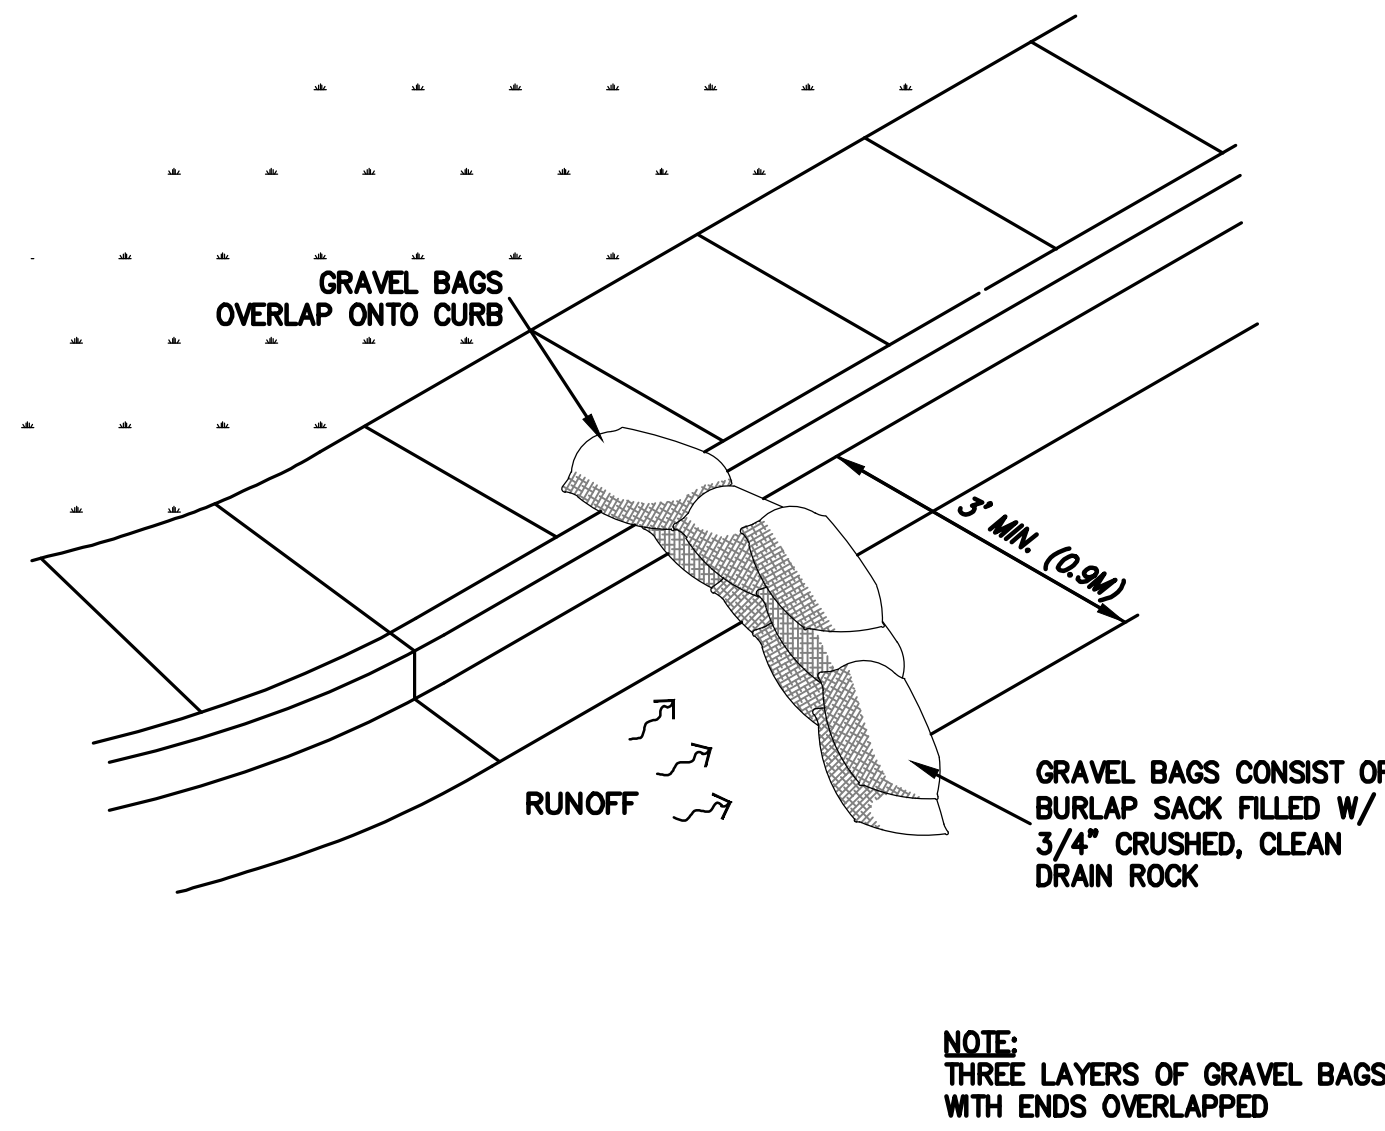 GRAVEL BAGS
OVERLAP ONTO CURB
3' MIN. (0.9M)
RUNOFF
GRAVEL BAGS CONSIST OF
BURLAP SACK FILLED W/
3/4" CRUSHED, CLEAN
DRAIN ROCK
NOTE:
THREE LAYERS OF GRAVEL BAGS
WITH ENDS OVERLAPPED